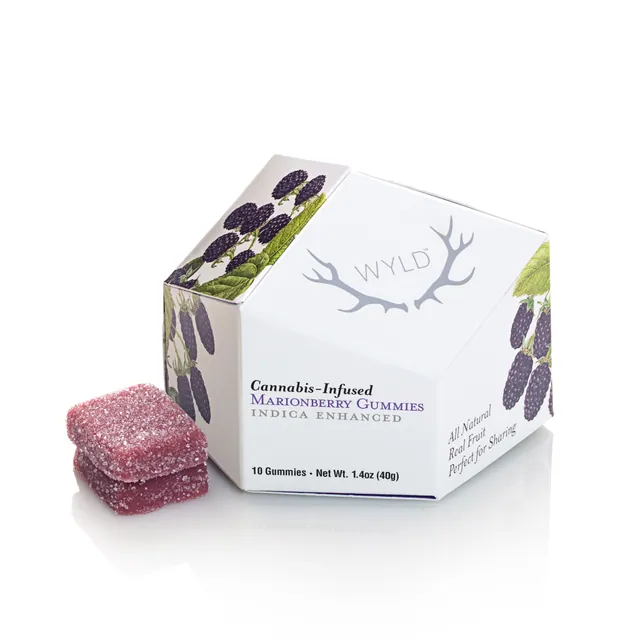 WYLD™
Cannabis-Infused
MARIONBERRY GUMMIES
INDICA ENHANCED
10 Gummies • Net Wt. 1.4oz (40g)
All Natural
Real Fruit
Perfect for Sharing